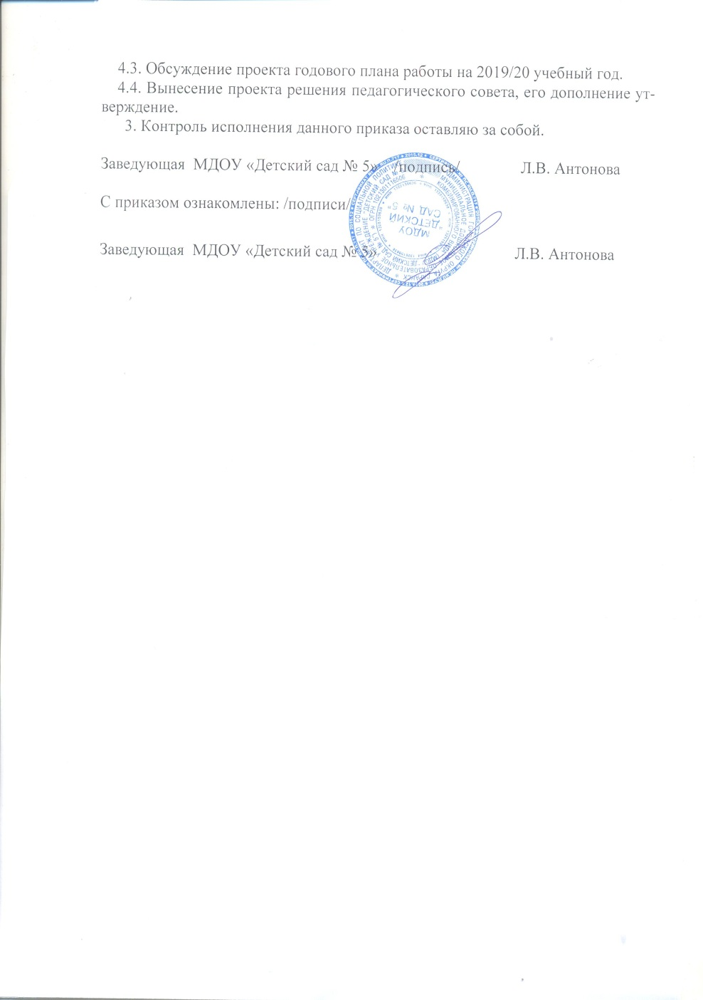 4.3. Обсуждение проекта годового плана работы на 2019/20 учебный год.
4.4. Вынесение проекта решения педагогического совета, его дополнение ут-
верждение.
3. Контроль исполнения данного приказа оставляю за собой.
Заведующая МДОУ «Детский сад № 5» /подпись/ Л.В. Антонова
С приказом ознакомлены: /подписи/
Заведующая МДОУ «Детский сад № 5» Л.В. Антонова
МДОУ
"ДЕТСКИЙ
САД № 5"